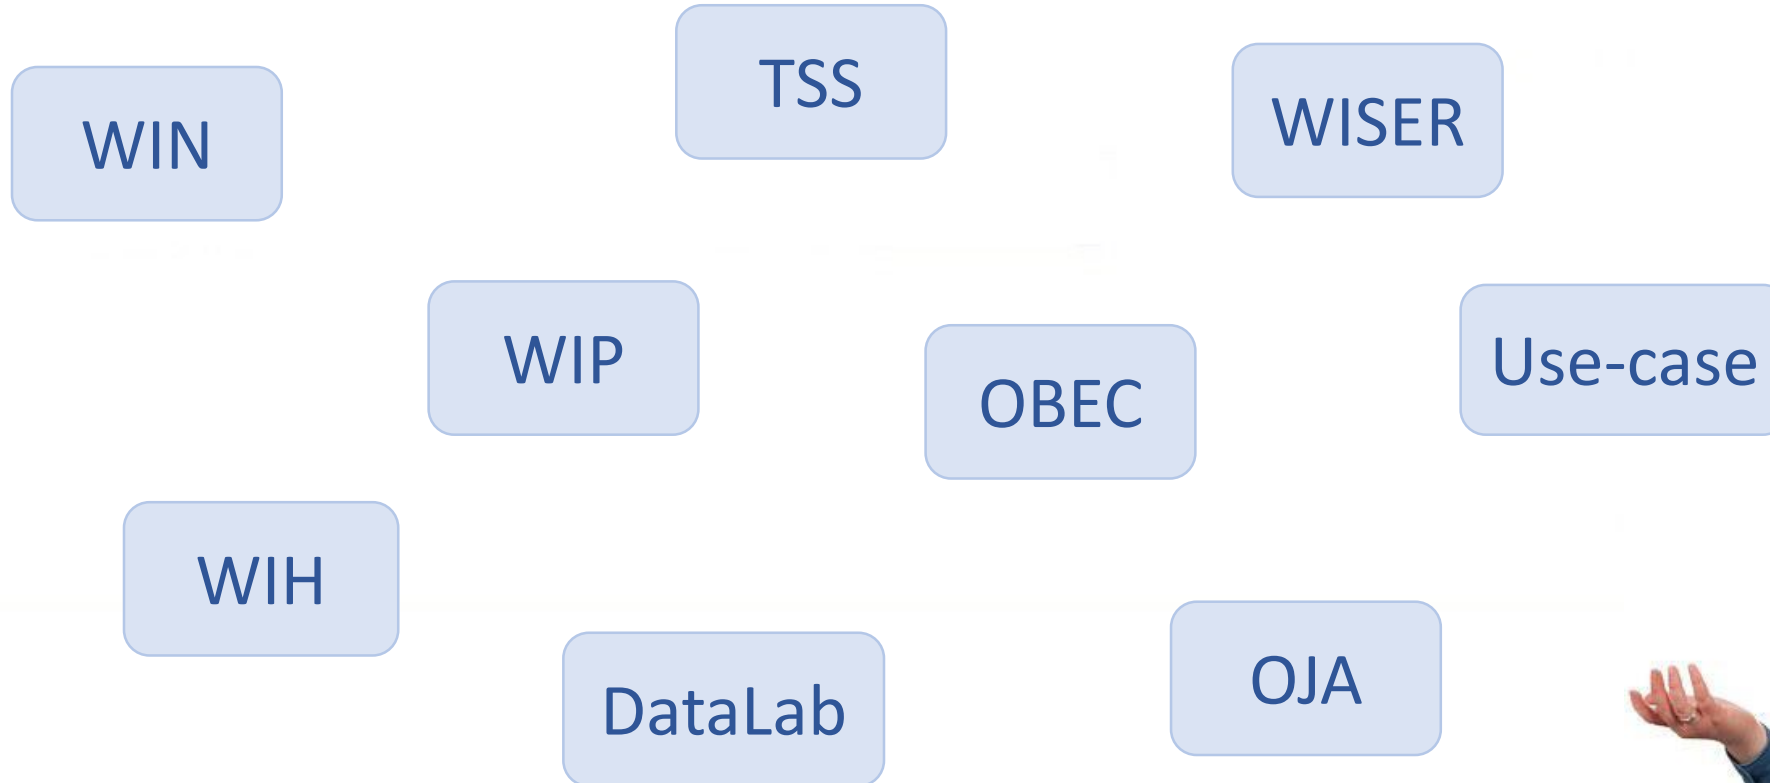 TSS
WISER
WIN
WIP
Use-case
OBEC
WIH
OJA
DataLab